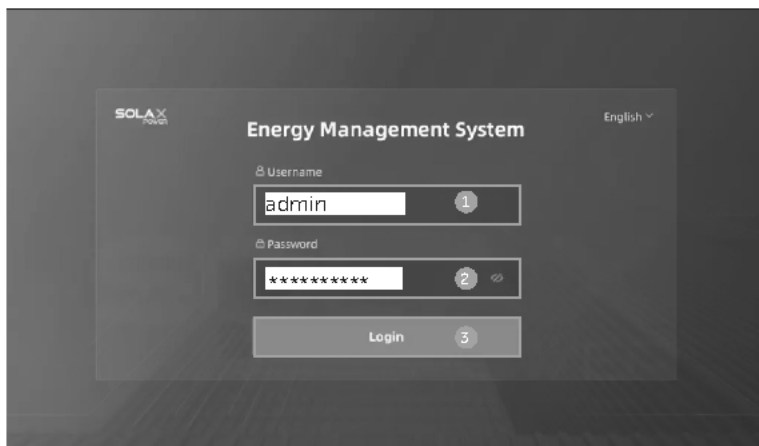 SOLAX
POWER
English
Energy Management System
Username
admin
1
Password
**********
2
Login
3